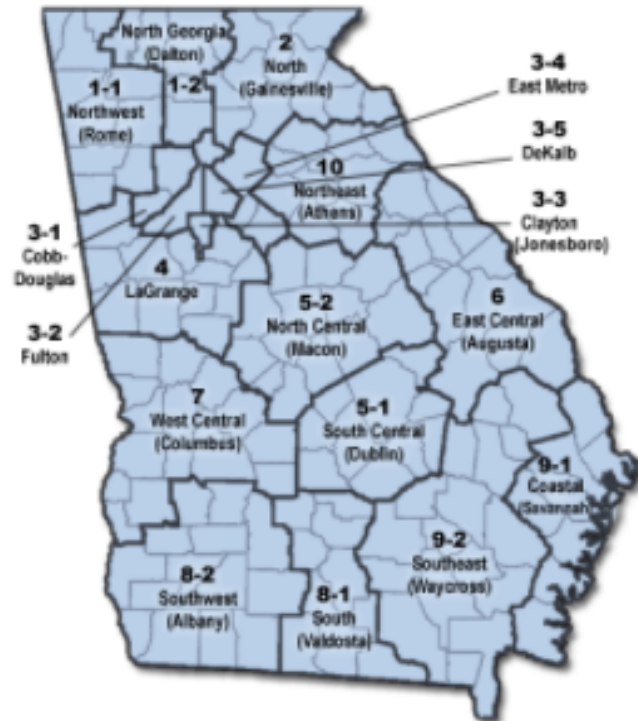 North Georgia
(Dalton)
1-2
2
North
(Gainesville)
1-1
Northwest
(Rome)
3-4
East Metro
3-5
DeKalb
10
Northeast
(Athens)
3-3
Clayton
(Jonesboro)
3-1
Cobb-
Douglas
3-2
Fulton
4
LaGrange
5-2
North Central
(Macon)
6
East Central
(Augusta)
7
West Central
(Columbus)
5-1
South Central
(Dublin)
9-1
Coastal
(Savannah)
9-2
Southeast
(Waycross)
8-2
Southwest
(Albany)
8-1
South
(Valdosta)